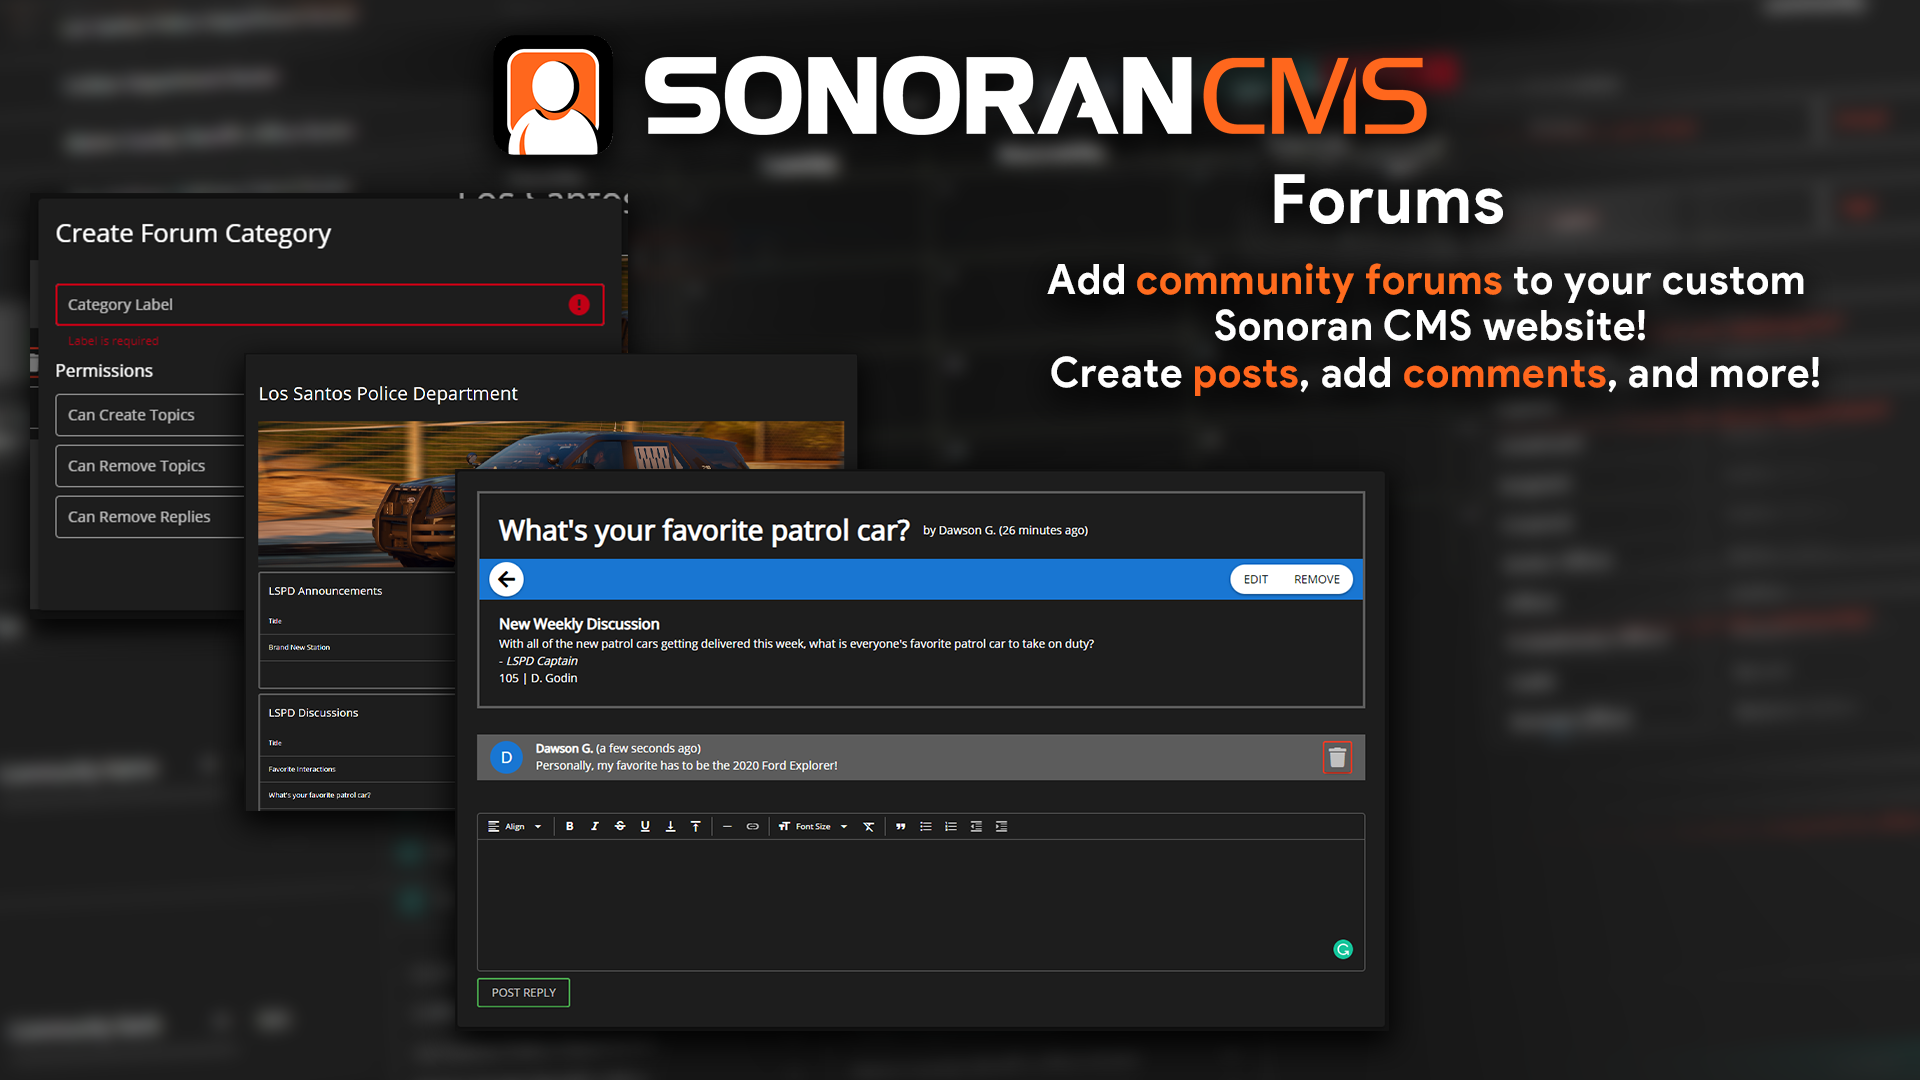 SONORANCMS
Forums
Add community forums to your custom
Sonoran CMS website!
Create posts, add comments, and more!
Create Forum Category
Category Label
Label is required
Permissions
Can Create Topics
Can Remove Topics
Can Remove Replies
Los Santos Police Department
LSPD Announcements
Title
Brand New Station
LSPD Discussions
Title
Favorite Interactions
What's your favorite patrol car?
What's your favorite patrol car? by Dawson G. (26 minutes ago)
EDIT REMOVE
New Weekly Discussion
With all of the new patrol cars getting delivered this week, what is everyone's favorite patrol car to take on duty?
- LSPD Captain
105 | D. Godin
D
Dawson G. (a few seconds ago)
Personally, my favorite has to be the 2020 Ford Explorer!
Align B I S U Font Size
POST REPLY